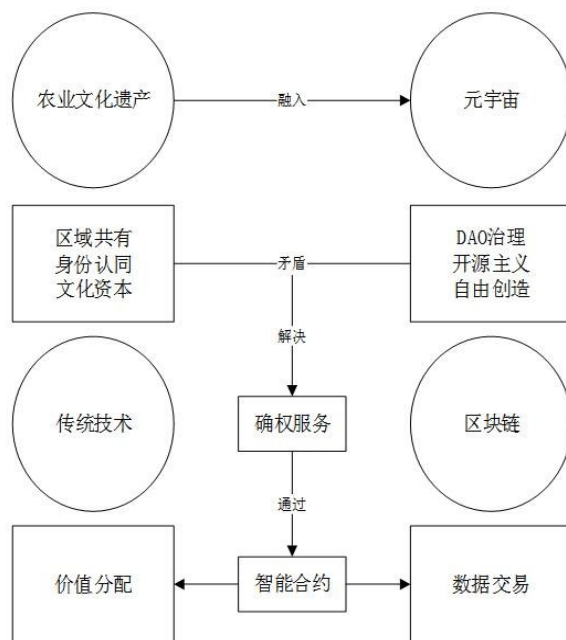 农业文化遗产
融入
元宇宙
区域共有
身份认同
文化资本
矛盾
DAO治理
开源主义
自由创造
解决
传统技术
确权服务
区块链
通过
价值分配
智能合约
数据交易